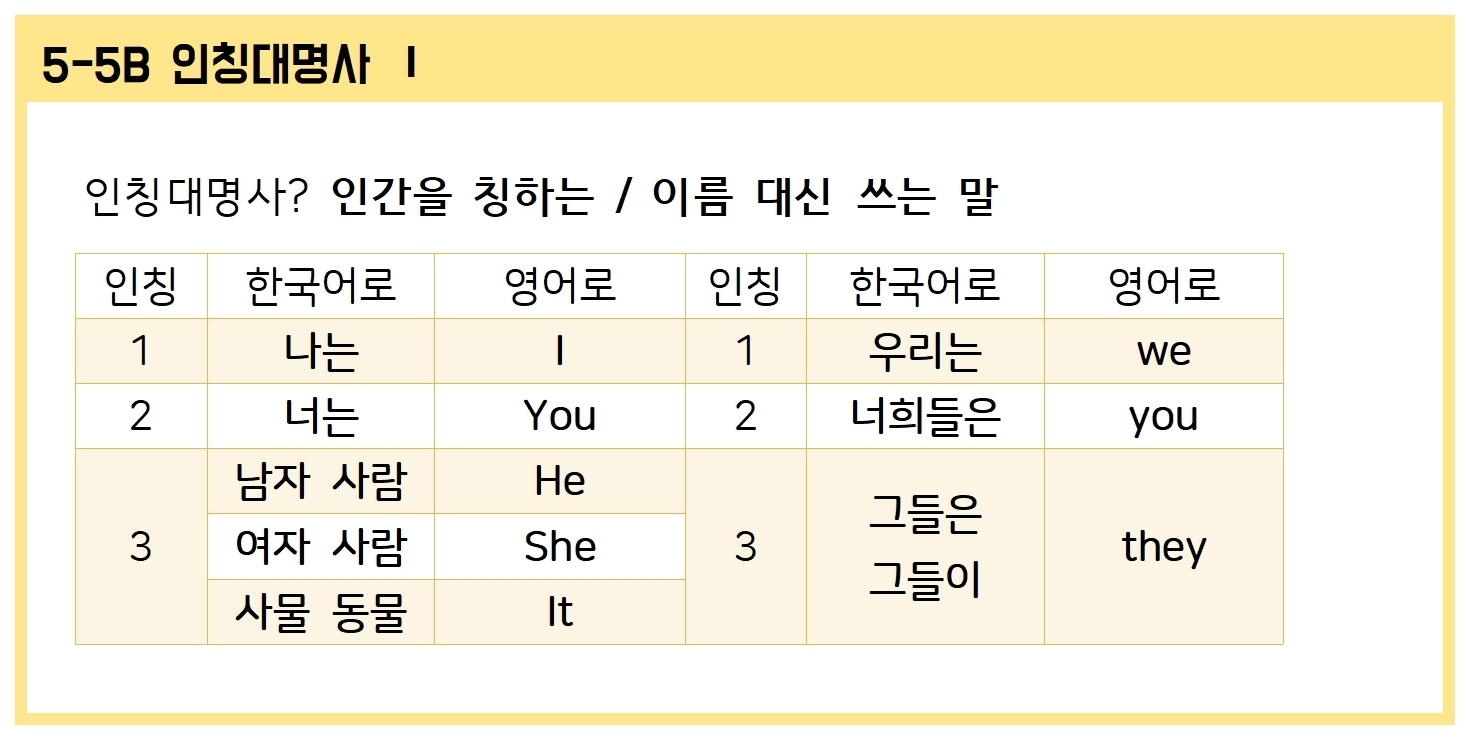 5-5B 인칭대명사 I
인칭대명사? 인간을 칭하는 / 이름 대신 쓰는 말
인칭 한국어로 영어로 인칭 한국어로 영어로
1 나는 I 1 우리는 we
2 너는 You 2 너희들은 you
3 남자 사람 He 3 그들은 they
여자 사람 She 그들이
사물 동물 It